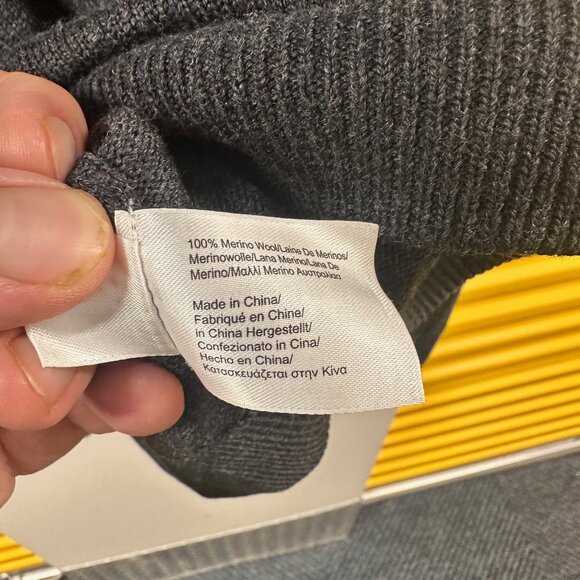 100% Merino Wool/Laine De Merinos/
Merinowolle/Lana Merino/Lana De
Merino/Μαλλί Merino Αυστραλίας
Made in China/
Fabriqué en Chine/
in China Hergestellt/
Confezionato in Cina/
Hecho en China/
Κατασκευάζεται στην Κίνα